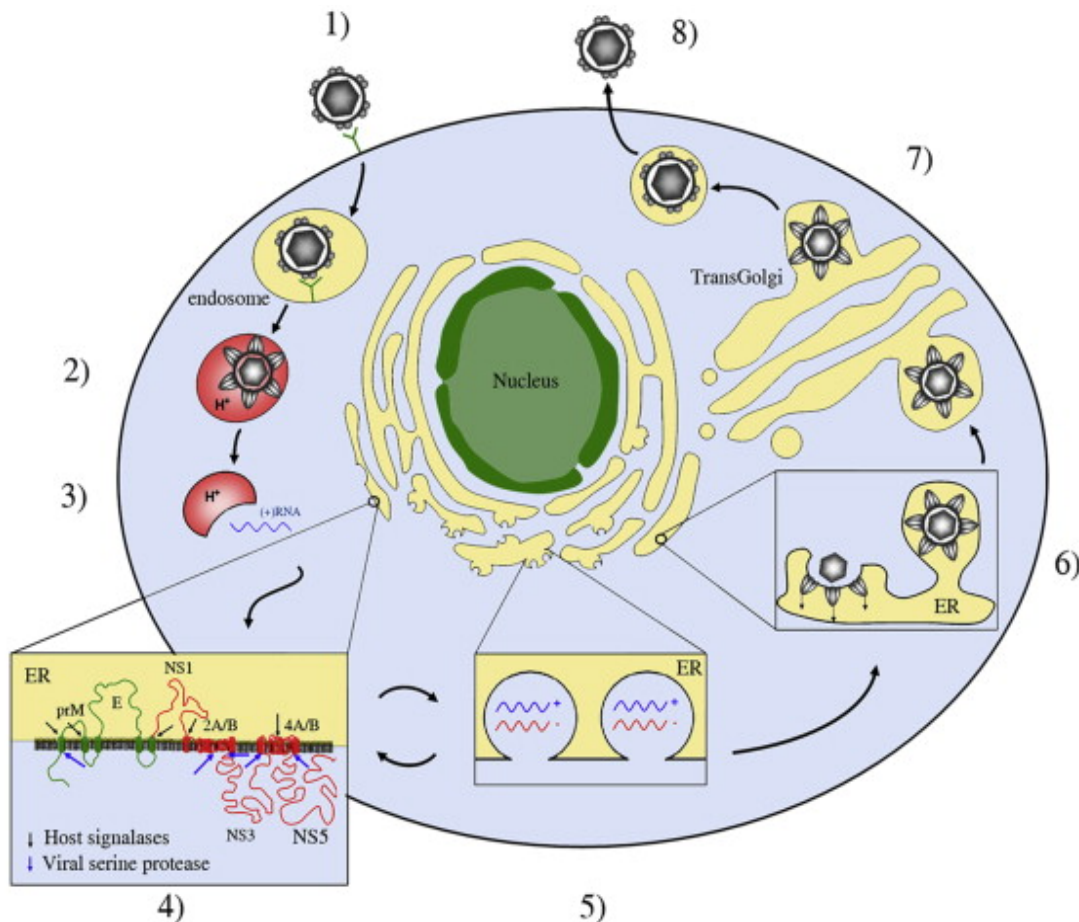 1)
8)
7)
endosome
TransGolgi
2)
H+
Nucleus
3)
H+
(+)RNA
6)
ER
ER
NS1
prM
E
2A/B
4A/B
NS3
NS5
Host signalases
Viral serine protease
ER
+
-
+
-
4)
5)